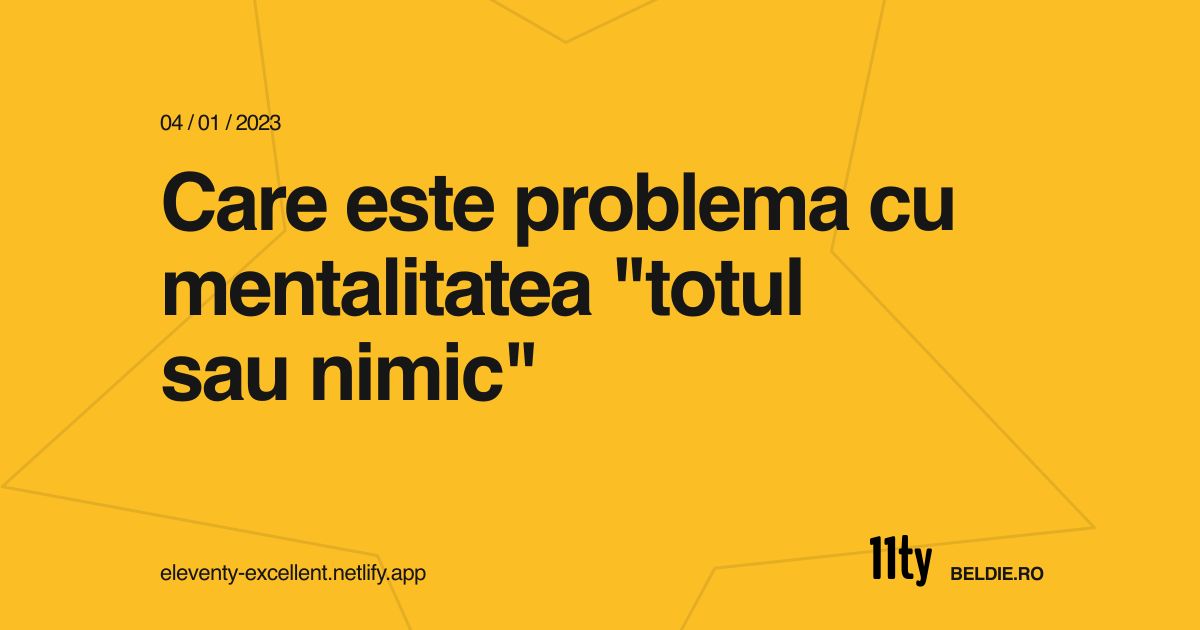 04 / 01 / 2023
Care este problema cu
mentalitatea "totul
sau nimic"
eleventy-excellent.netlify.app
11ty
BELDIE.RO